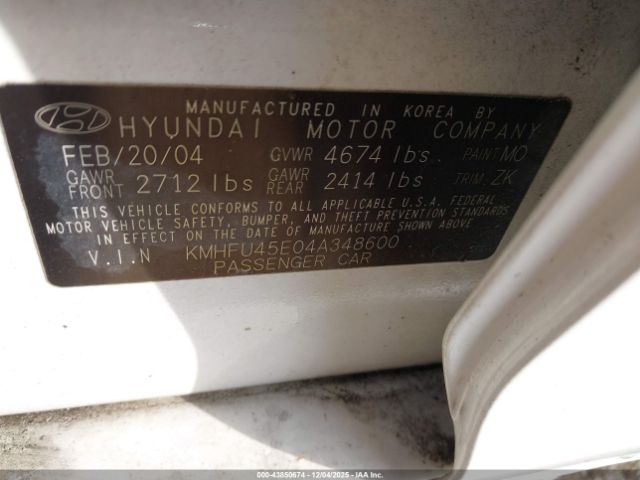 MANUFACTURED IN KOREA BY
HYUNDAI MOTOR COMPANY
FEB/20/04 GVWR 4674 lbs PAINT MO
GAWR FRONT 2712 lbs GAWR REAR 2414 lbs TRIM ZK
THIS VEHICLE CONFORMS TO ALL APPLICABLE U.S.A. FEDERAL
MOTOR VEHICLE SAFETY, BUMPER, AND THEFT PREVENTION STANDARDS
IN EFFECT ON THE DATE OF MANUFACTURE SHOWN ABOVE
V.I.N KMHFU45E04A348600
PASSENGER CAR
000-43850674 - 12/04/2025 - IAA Inc.